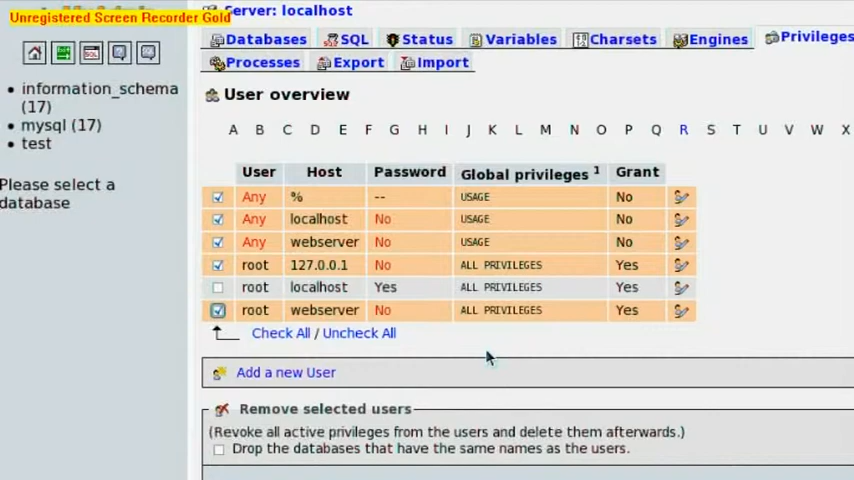 Unregistered Screen Recorder Gold
Server: localhost
Databases SQL Status Variables Charsets Engines Privileges
Processes Export Import
information_schema
(17)
mysql (17)
test
Please select a
database
User overview
A B C D E F G H I J K L M N O P Q R S T U V W X
User Host Password Global privileges 1 Grant
Any % -- USAGE No
Any localhost No USAGE No
Any webserver No USAGE No
root 127.0.0.1 No ALL PRIVILEGES Yes
root localhost Yes ALL PRIVILEGES Yes
root webserver No ALL PRIVILEGES Yes
Check All / Uncheck All
Add a new User
Remove selected users
(Revoke all active privileges from the users and delete them afterwards.)
Drop the databases that have the same names as the users.